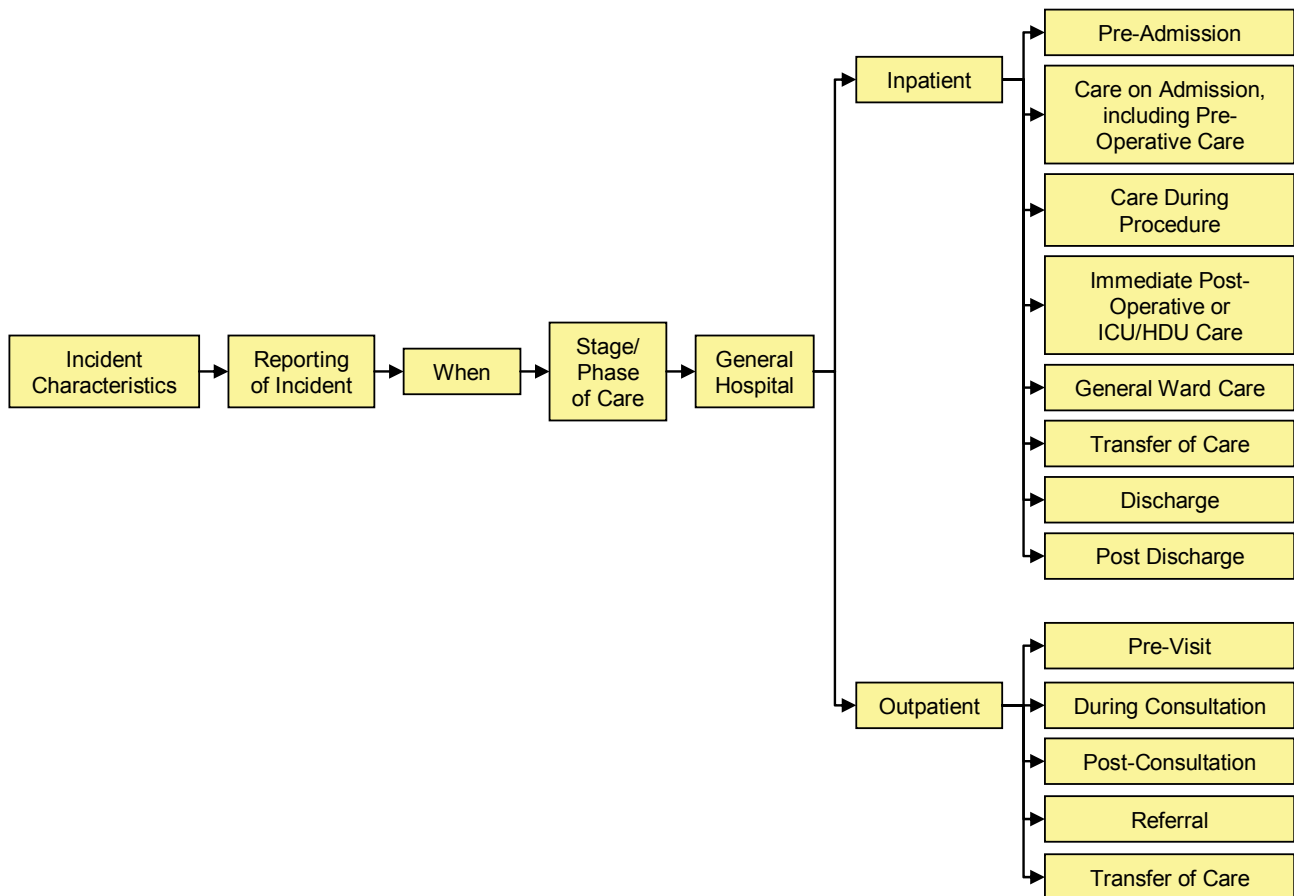 Incident
Characteristics
Reporting
of Incident
When
Stage/
Phase
of Care
General
Hospital
Inpatient
Pre-Admission
Care on Admission,
including Pre-
Operative Care
Care During
Procedure
Immediate Post-
Operative or
ICU/HDU Care
General Ward Care
Transfer of Care
Discharge
Post Discharge
Outpatient
Pre-Visit
During Consultation
Post-Consultation
Referral
Transfer of Care